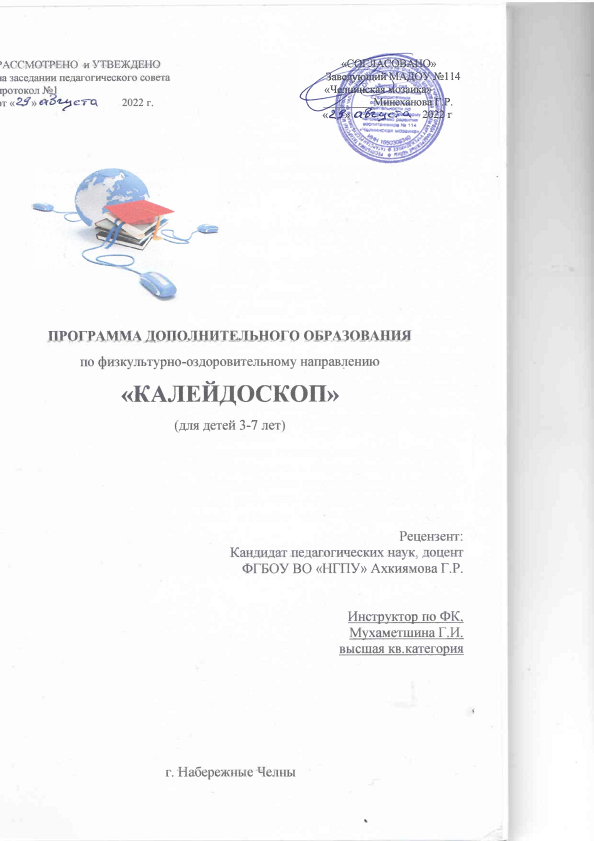 РАССМОТРЕНО и УТВЕЖДЕНО
на заседании педагогического совета
протокол №1
от «29» августа 2022 г.
«СОГЛАСОВАНО»
Заведующий МАДОУ №114
«Челнинская мозаика»
Миноханова Г.Р.
«29» августа 2022 г
ПРОГРАММА ДОПОЛНИТЕЛЬНОГО ОБРАЗОВАНИЯ
по физкультурно-оздоровительному направлению
«КАЛЕЙДОСКОП»
(для детей 3-7 лет)
Рецензент:
Кандидат педагогических наук, доцент
ФГБОУ ВО «НГПУ» Ахкиямова Г.Р.
Инструктор по ФК,
Мухаметшина Г.И.
высшая кв.категория
г. Набережные Челны